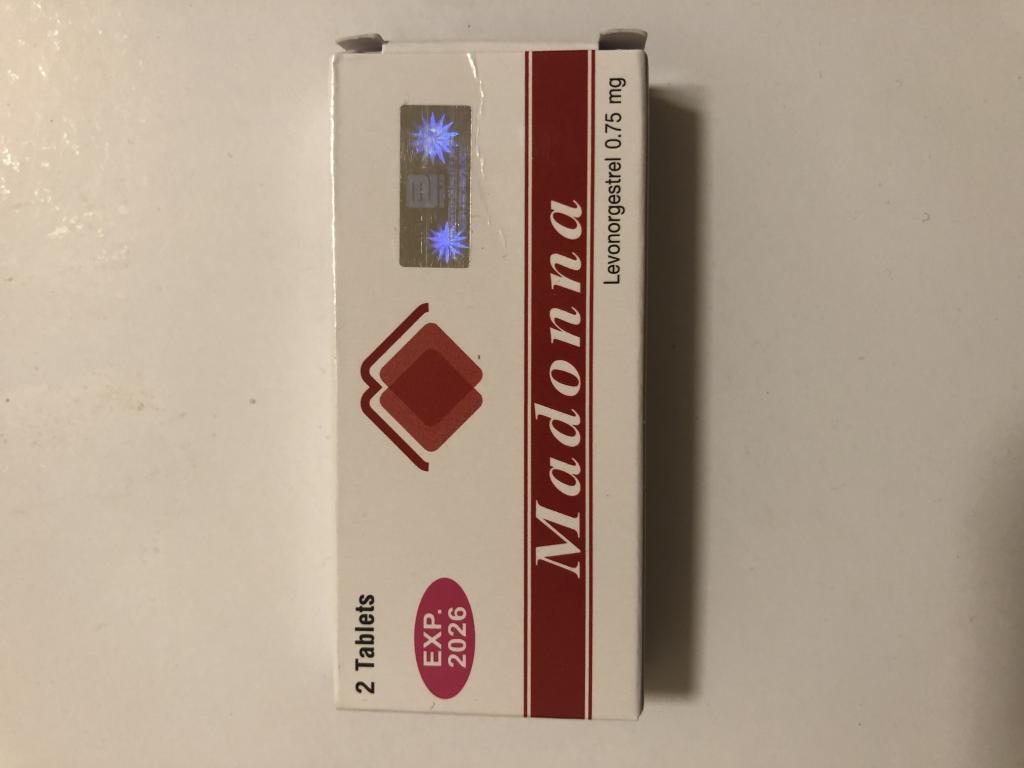 2 Tablets
EXP.
2026
Madonna
Levonorgestrel 0.75 mg